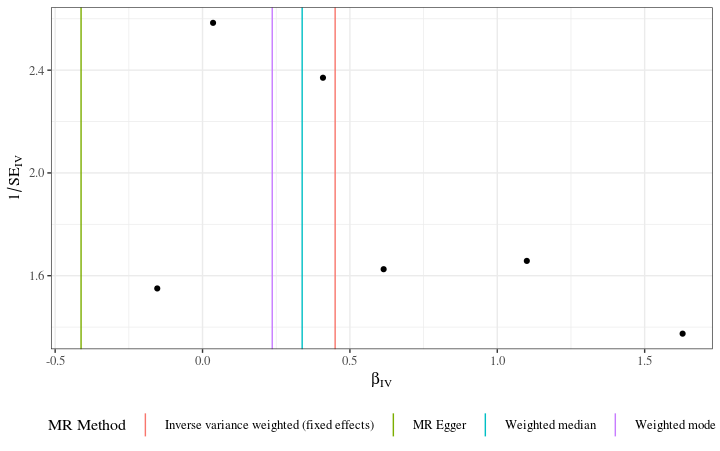 2.4
2.0
1.6
1/SE_IV
-0.5 0.0 0.5 1.0 1.5
β_IV
MR Method Inverse variance weighted (fixed effects) MR Egger Weighted median Weighted mode